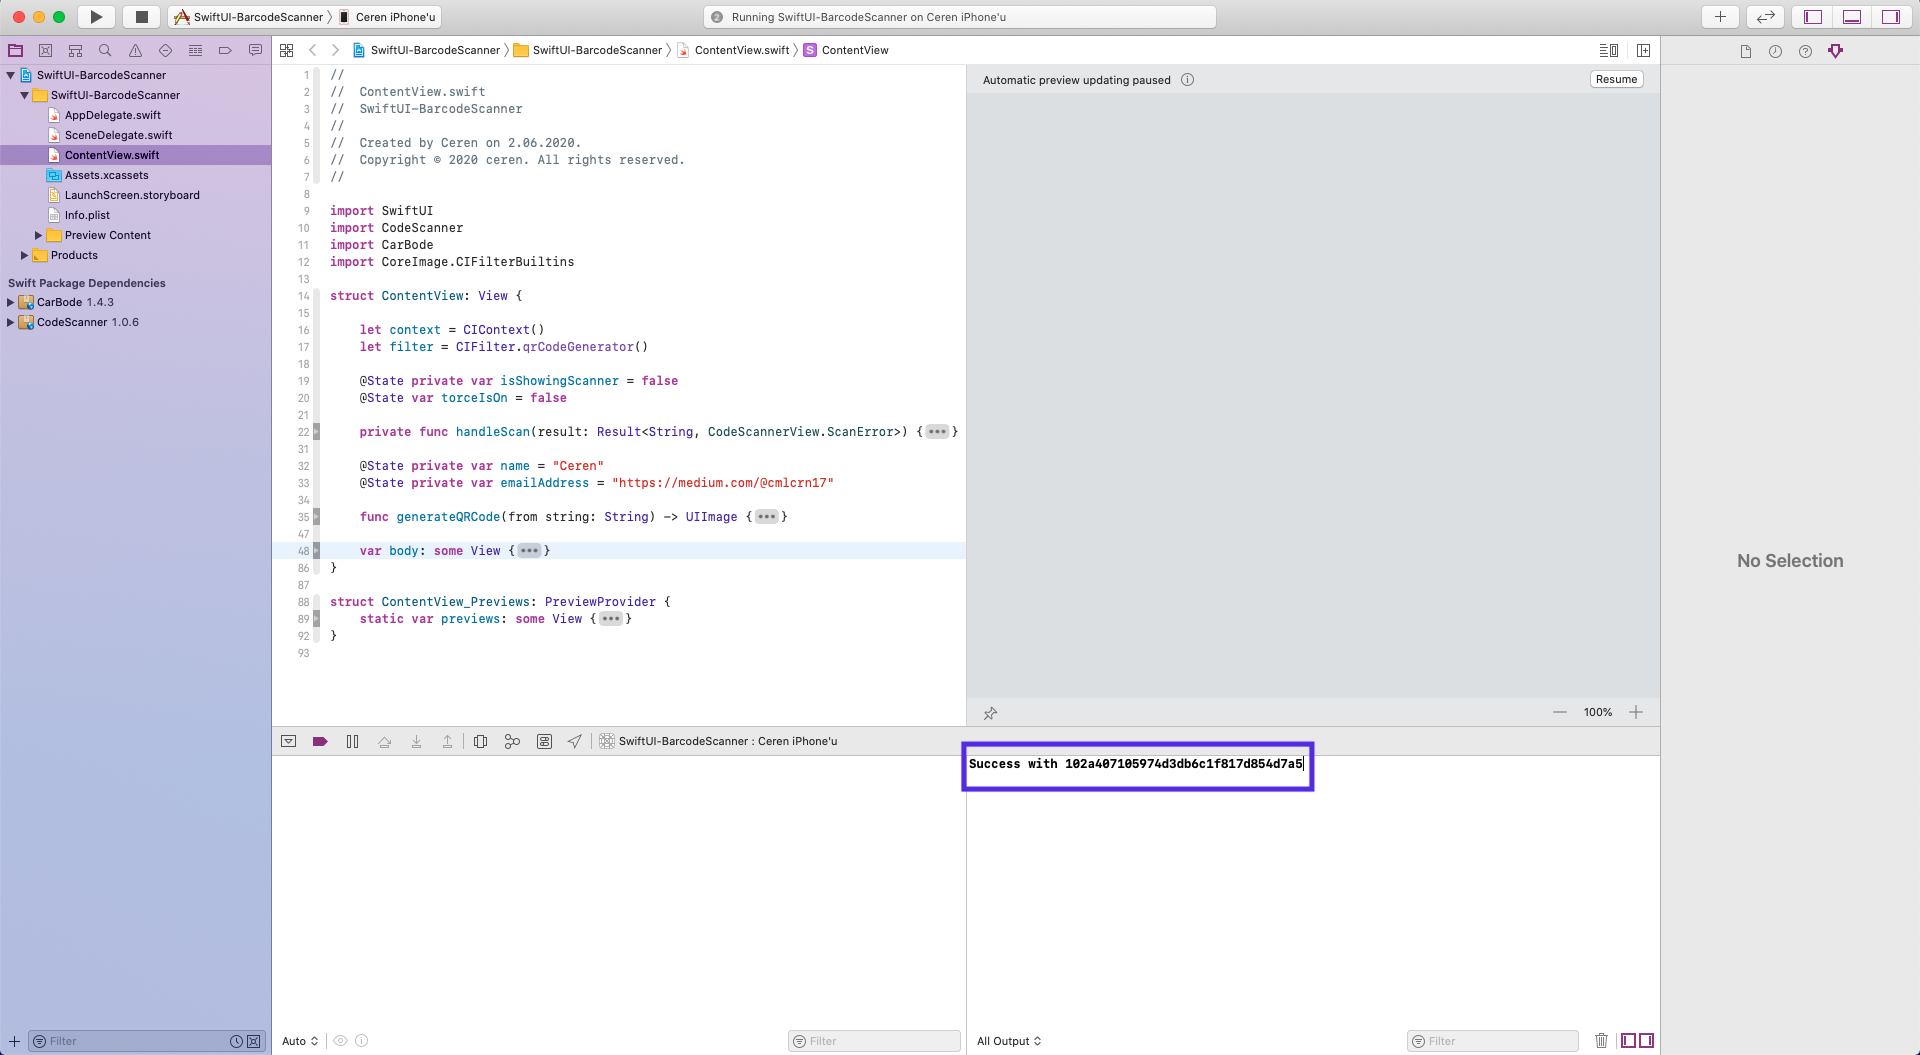 SwiftUI-BarcodeScanner
Ceren iPhone'u
2
Running SwiftUI-BarcodeScanner on Ceren iPhone'u
SwiftUI-BarcodeScanner
SwiftUI-BarcodeScanner
AppDelegate.swift
SceneDelegate.swift
ContentView.swift
Assets.xcassets
LaunchScreen.storyboard
Info.plist
Preview Content
Products
Swift Package Dependencies
CarBode 1.4.3
CodeScanner 1.0.6
Filter
SwiftUI-BarcodeScanner
SwiftUI-BarcodeScanner
ContentView.swift
S ContentView
1 //
2 // ContentView.swift
3 // SwiftUI-BarcodeScanner
4 //
5 // Created by Ceren on 2.06.2020.
6 // Copyright © 2020 ceren. All rights reserved.
7 //
8
9 import SwiftUI
10 import CodeScanner
11 import CarBode
12 import CoreImage.CIFilterBuiltins
13
14 struct ContentView: View {
15
16 let context = CIContext()
17 let filter = CIFilter.qrCodeGenerator()
18
19 @State private var isShowingScanner = false
20 @State var torceIsOn = false
21
22 private func handleScan(result: Result<String, CodeScannerView.ScanError>) {•••}
31
32 @State private var name = "Ceren"
33 @State private var emailAddress = "https://medium.com/@cmlcrn17"
34
35 func generateQRCode(from string: String) -> UIImage {•••}
47
48 var body: some View {•••}
86 }
87
88 struct ContentView_Previews: PreviewProvider {
89 static var previews: some View {•••}
92 }
93
Automatic preview updating paused
Resume
100%
No Selection
SwiftUI-BarcodeScanner : Ceren iPhone'u
Success with 102a407105974d3db6c1f817d854d7a5
Auto
Filter
All Output
Filter